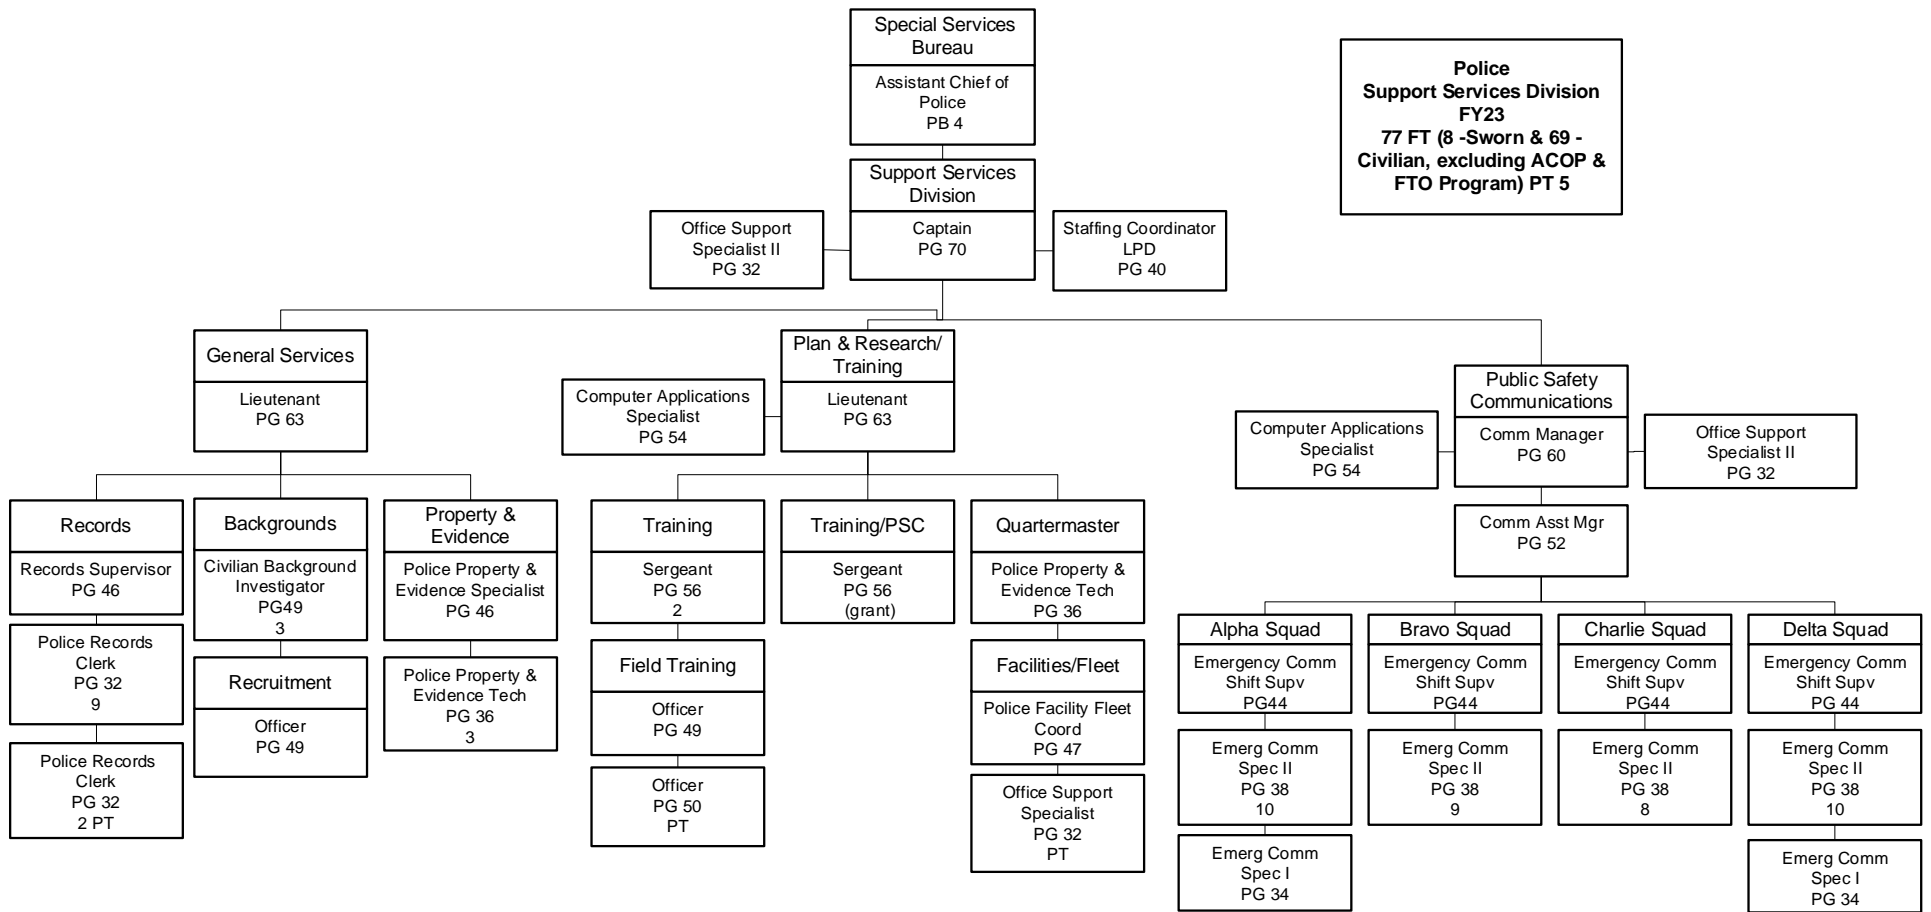 Special Services
Bureau
Assistant Chief of
Police
PB 4
Police
Support Services Division
FY23
77 FT (8 -Sworn & 69 -
Civilian, excluding ACOP &
FTO Program) PT 5
Support Services
Division
Captain
PG 70
Office Support
Specialist II
PG 32
Staffing Coordinator
LPD
PG 40
General Services
Lieutenant
PG 63
Plan & Research/
Training
Lieutenant
PG 63
Computer Applications
Specialist
PG 54
Public Safety
Communications
Comm Manager
PG 60
Computer Applications
Specialist
PG 54
Office Support
Specialist II
PG 32
Comm Asst Mgr
PG 52
Records
Records Supervisor
PG 46
Police Records
Clerk
PG 32
9
Police Records
Clerk
PG 32
2 PT
Backgrounds
Civilian Background
Investigator
PG49
3
Recruitment
Officer
PG 49
Property &
Evidence
Police Property &
Evidence Specialist
PG 46
Police Property &
Evidence Tech
PG 36
3
Training
Sergeant
PG 56
2
Field Training
Officer
PG 49
Officer
PG 50
PT
Training/PSC
Sergeant
PG 56
(grant)
Quartermaster
Police Property &
Evidence Tech
PG 36
Facilities/Fleet
Police Facility Fleet
Coord
PG 47
Office Support
Specialist
PG 32
PT
Alpha Squad
Emergency Comm
Shift Supv
PG44
Emerg Comm
Spec II
PG 38
10
Emerg Comm
Spec I
PG 34
Bravo Squad
Emergency Comm
Shift Supv
PG44
Emerg Comm
Spec II
PG 38
9
Charlie Squad
Emergency Comm
Shift Supv
PG44
Emerg Comm
Spec II
PG 38
8
Delta Squad
Emergency Comm
Shift Supv
PG 44
Emerg Comm
Spec II
PG 38
10
Emerg Comm
Spec I
PG 34